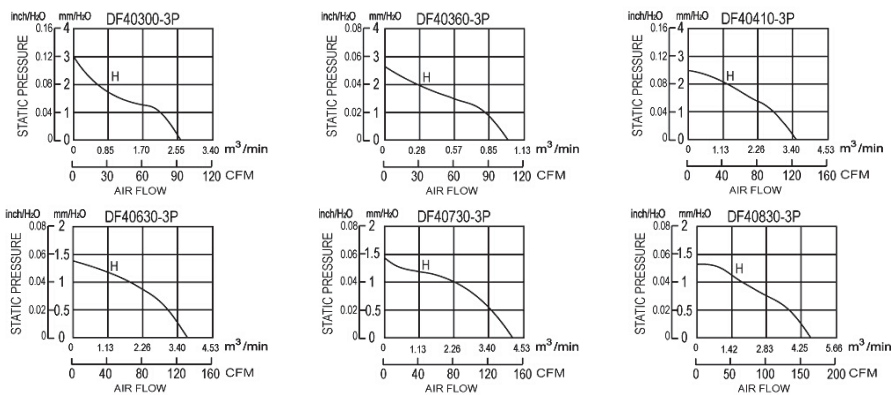 inch/H₂O mm/H₂O DF40300-3P
STATIC PRESSURE
0.16 4
0.12 3
0.08 2
0.04 1
0 0
H
0 0.85 1.70 2.55 3.40 m³/min
0 30 60 90 120 CFM
AIR FLOW
inch/H₂O mm/H₂O DF40360-3P
STATIC PRESSURE
0.16 4
0.12 3
0.08 2
0.04 1
0 0
H
0 0.28 0.57 0.85 1.13 m³/min
0 30 60 90 120 CFM
AIR FLOW
inch/H₂O mm/H₂O DF40410-3P
STATIC PRESSURE
0.16 4
0.12 3
0.08 2
0.04 1
0 0
H
0 1.13 2.26 3.40 4.53 m³/min
0 40 80 120 160 CFM
AIR FLOW
inch/H₂O mm/H₂O DF40630-3P
STATIC PRESSURE
0.08 2
0.06 1.5
0.04 1
0.02 0.5
0 0
H
0 1.13 2.26 3.40 4.53 m³/min
0 40 80 120 160 CFM
AIR FLOW
inch/H₂O mm/H₂O DF40730-3P
STATIC PRESSURE
0.08 2
0.06 1.5
0.04 1
0.02 0.5
0 0
H
0 1.13 2.26 3.40 4.53 m³/min
0 40 80 120 160 CFM
AIR FLOW
inch/H₂O mm/H₂O DF40830-3P
STATIC PRESSURE
0.08 2
0.06 1.5
0.04 1
0.02 0.5
0 0
H
0 1.42 2.83 4.25 5.66 m³/min
0 50 100 150 200 CFM
AIR FLOW